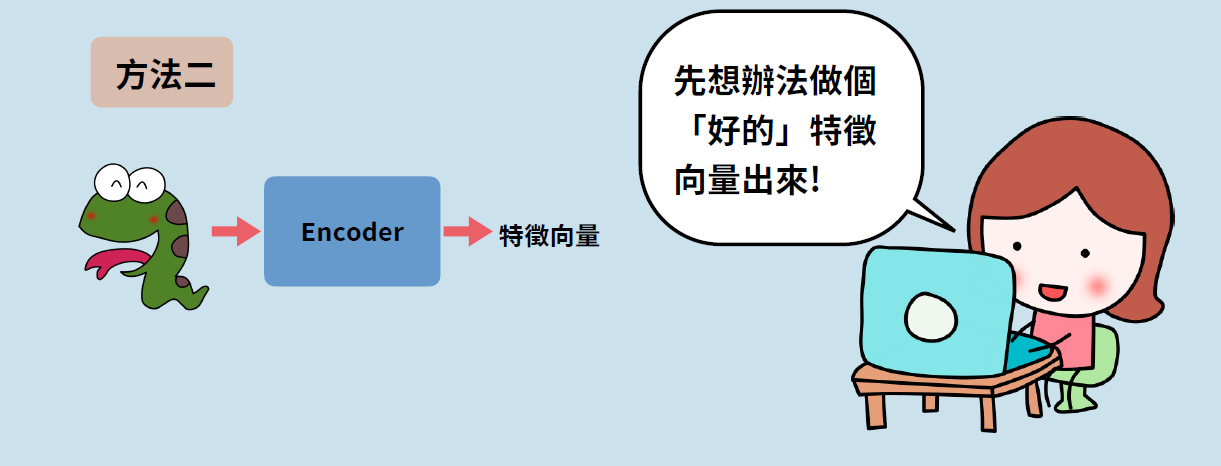 方法二
Encoder
特徵向量
先想辦法做個
「好的」特徵
向量出來!